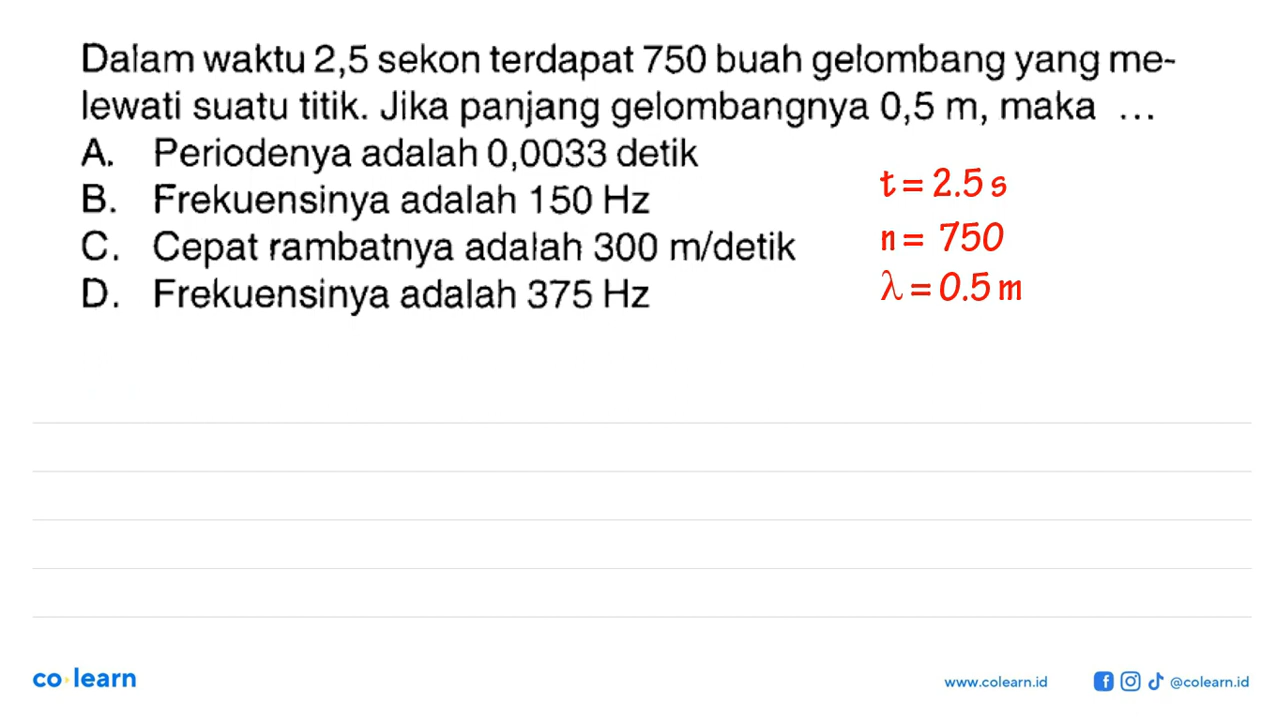 Dalam waktu 2,5 sekon terdapat 750 buah gelombang yang me-
lewati suatu titik. Jika panjang gelombangnya 0,5 m, maka ...
A. Periodenya adalah 0,0033 detik
B. Frekuensinya adalah 150 Hz
C. Cepat rambatnya adalah 300 m/detik
D. Frekuensinya adalah 375 Hz
t = 2.5 s
n = 750
λ = 0.5 m
co·learn
www.colearn.id
@colearn.id